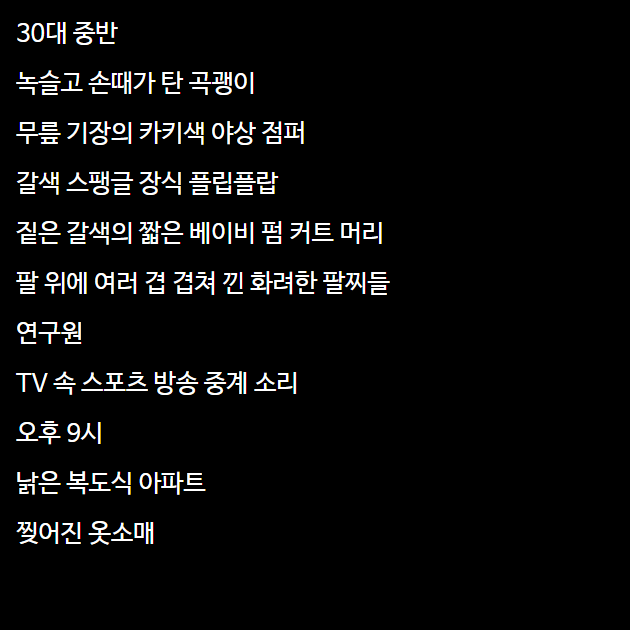 30대 중반
녹슬고 손때가 탄 곡괭이
무릎 기장의 카키색 야상 점퍼
갈색 스팽글 장식 플립플랍
짙은 갈색의 짧은 베이비 펌 커트 머리
팔 위에 여러 겹 겹쳐 낀 화려한 팔찌들
연구원
TV 속 스포츠 방송 중계 소리
오후 9시
낡은 복도식 아파트
찢어진 옷소매